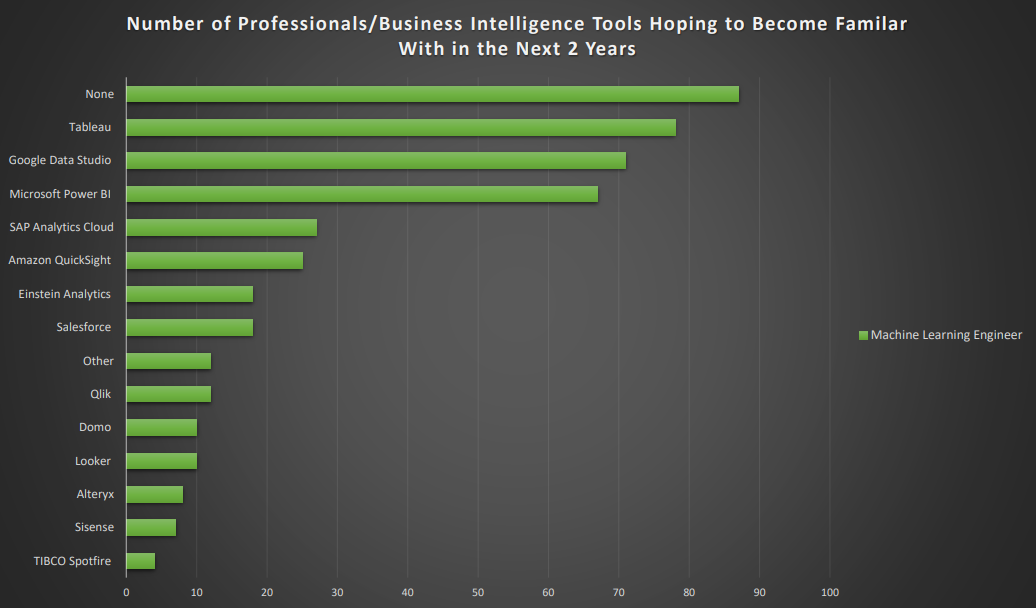 Number of Professionals/Business Intelligence Tools Hoping to Become Familar
With in the Next 2 Years
None
Tableau
Google Data Studio
Microsoft Power BI
SAP Analytics Cloud
Amazon QuickSight
Einstein Analytics
Salesforce
Other
Qlik
Domo
Looker
Alteryx
Sisense
TIBCO Spotfire
0 10 20 30 40 50 60 70 80 90 100
Machine Learning Engineer